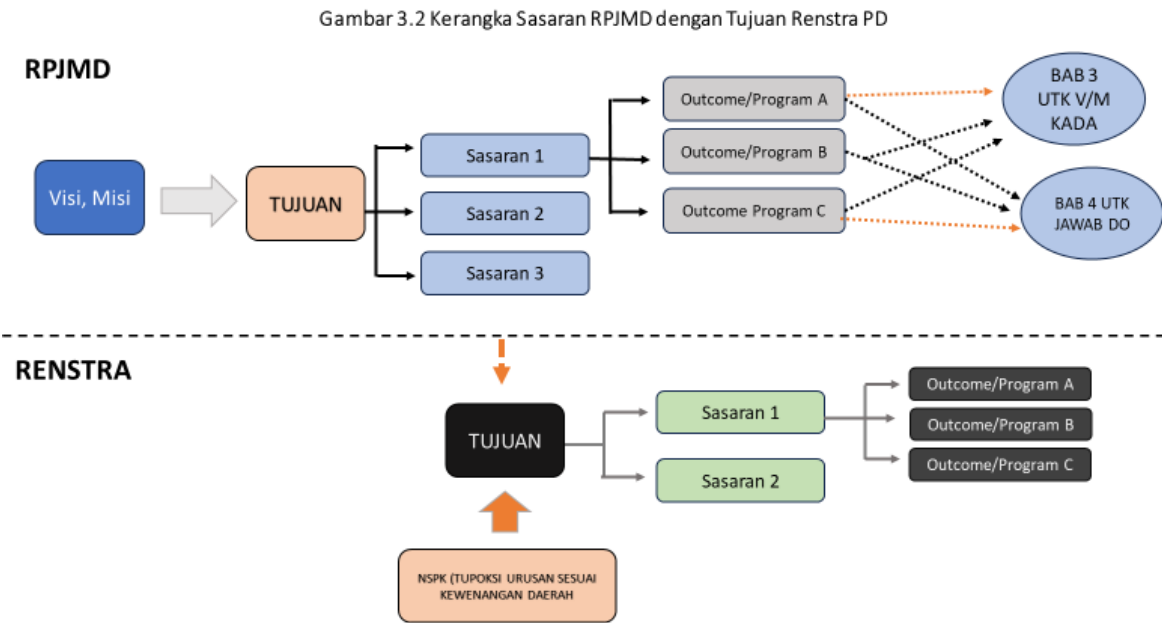 Gambar 3.2 Kerangka Sasaran RPJMD dengan Tujuan Renstra PD
RPJMD
Visi, Misi
TUJUAN
Sasaran 1
Sasaran 2
Sasaran 3
Outcome/Program A
Outcome/Program B
Outcome Program C
BAB 3
UTK V/M
KADA
BAB 4 UTK
JAWAB DO
RENSTRA
TUJUAN
Sasaran 1
Sasaran 2
Outcome/Program A
Outcome/Program B
Outcome/Program C
NSPK (TUPOKSI URUSAN SESUAI
KEWENANGAN DAERAH